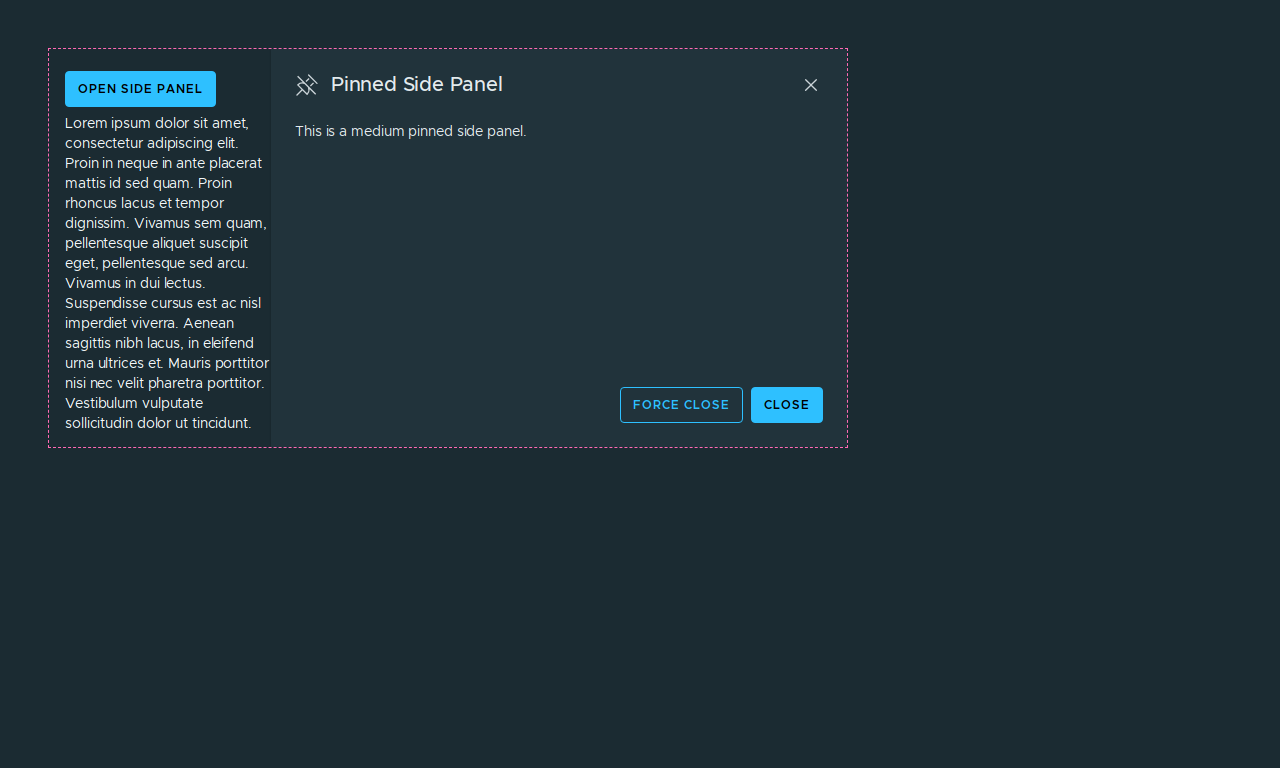 OPEN SIDE PANEL
Lorem ipsum dolor sit amet,
consectetur adipiscing elit.
Proin in neque in ante placerat
mattis id sed quam. Proin
rhoncus lacus et tempor
dignissim. Vivamus sem quam,
pellentesque aliquet suscipit
eget, pellentesque sed arcu.
Vivamus in dui lectus.
Suspendisse cursus est ac nisl
imperdiet viverra. Aenean
sagittis nibh lacus, in eleifend
urna ultrices et. Mauris porttitor
nisi nec velit pharetra porttitor.
Vestibulum vulputate
sollicitudin dolor ut tincidunt.
Pinned Side Panel
This is a medium pinned side panel.
FORCE CLOSE
CLOSE